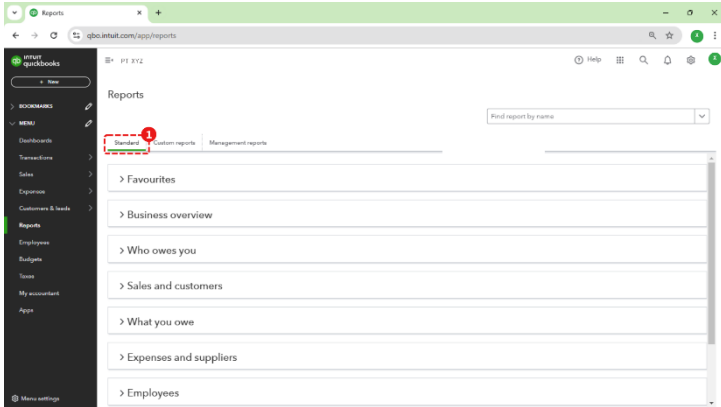 Reports
qbo.intuit.com/app/reports
INTUIT
quickbooks
+ New
BOOKMARKS
MENU
Dashboards
Transactions
Sales
Expenses
Customers & leads
Reports
Employees
Budgets
Taxes
My accountant
Apps
Menu settings
PT XYZ
Help
Reports
Find report by name
1
Standard Custom reports Management reports
Favourites
Business overview
Who owes you
Sales and customers
What you owe
Expenses and suppliers
Employees